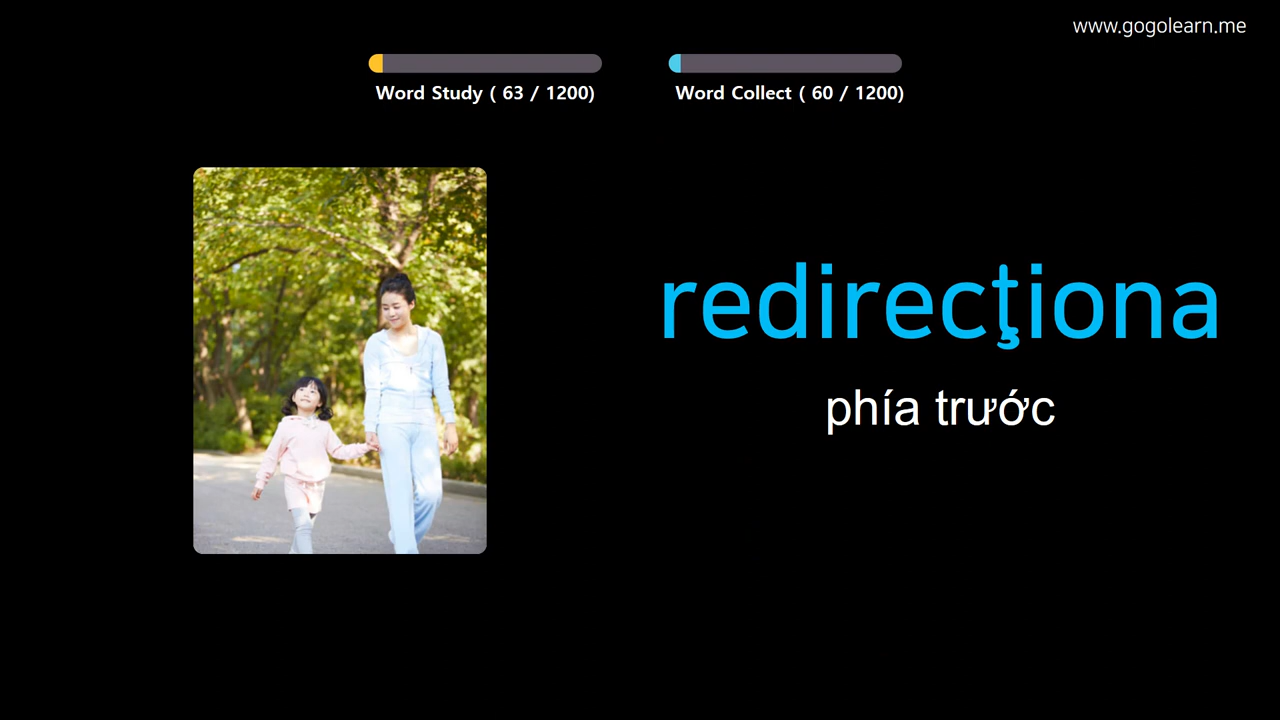 www.gogolearn.me
Word Study ( 63 / 1200)
Word Collect ( 60 / 1200)
redirecţiona
phía trước